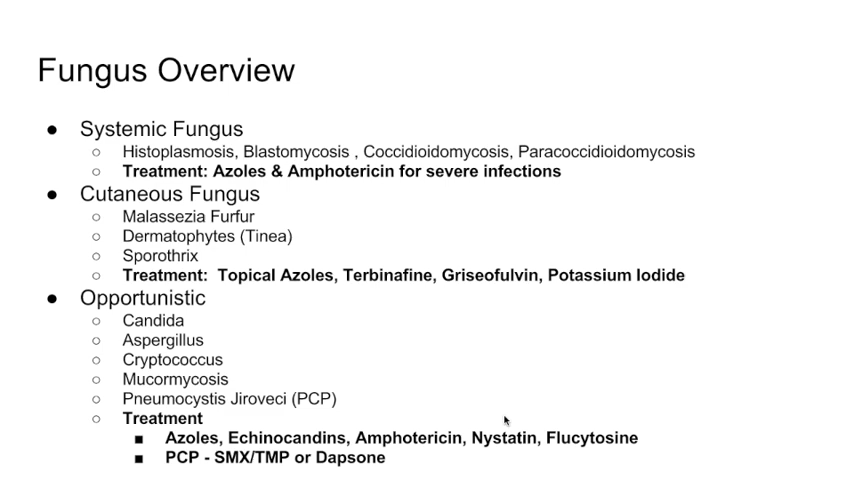 Fungus Overview
● Systemic Fungus
○ Histoplasmosis, Blastomycosis , Coccidioidomycosis, Paracoccidioidomycosis
○ Treatment: Azoles & Amphotericin for severe infections
● Cutaneous Fungus
○ Malassezia Furfur
○ Dermatophytes (Tinea)
○ Sporothrix
○ Treatment:  Topical Azoles, Terbinafine, Griseofulvin, Potassium Iodide
● Opportunistic
○ Candida
○ Aspergillus
○ Cryptococcus
○ Mucormycosis
○ Pneumocystis Jiroveci (PCP)
○ Treatment
■ Azoles, Echinocandins, Amphotericin, Nystatin, Flucytosine
■ PCP - SMX/TMP or Dapsone